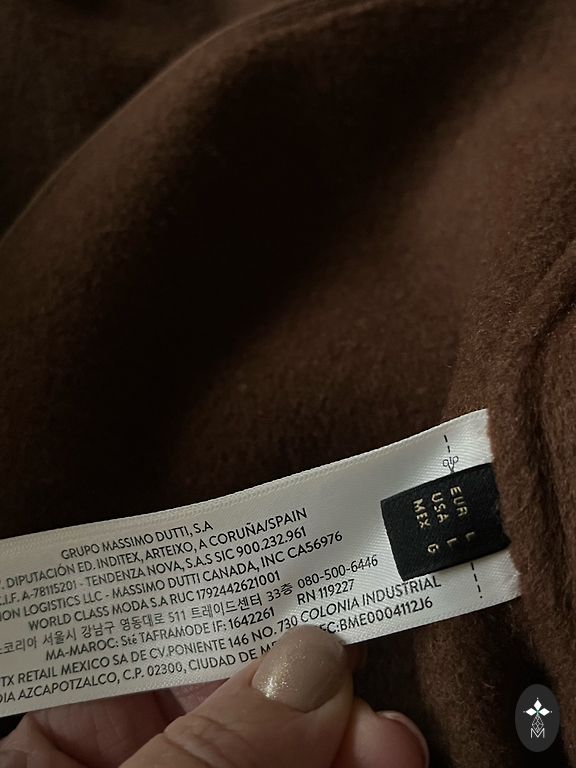 GRUPO MASSIMO DUTTI, S.A
DIPUTACIÓN ED. INDITEX, ARTEIXO, A CORUÑA/SPAIN
C.I.F. A-78115201 - TENDENZA NOVA, S.A.S SIC 900.232.961
ION LOGISTICS LLC - MASSIMO DUTTI CANADA, INC CA56976
WORLD CLASS MODA S.A RUC 1792442621001
코리아 서울시 강남구 영동대로 511 트레이드센터 33층 080-500-6446
MA-MAROC: Sté TAFRAMODE IF: 1642261 RN 119227
TX RETAIL MEXICO SA DE CV.PONIENTE 146 NO. 730 COLONIA INDUSTRIAL
DIA AZCAPOTZALCO, C.P. 02300, CIUDAD DE ME C:BME0004112J6
EUR L
USA L
MEX G
M